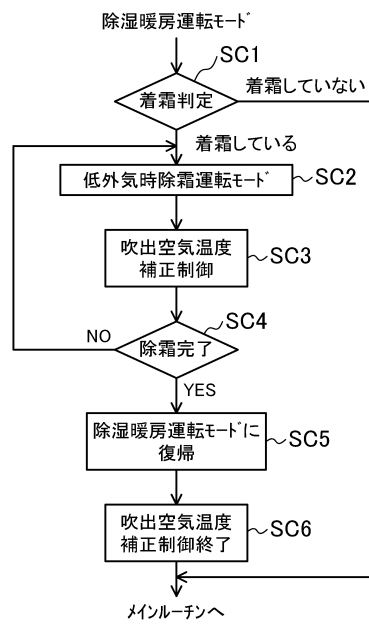 除湿暖房運転モード
SC1
着霜判定
着霜していない
着霜している
低外気時除霜運転モード
SC2
吹出空気温度
補正制御
SC3
SC4
除霜完了
NO
YES
除湿暖房運転モードに
復帰
SC5
吹出空気温度
補正制御終了
SC6
メインルーチンへ